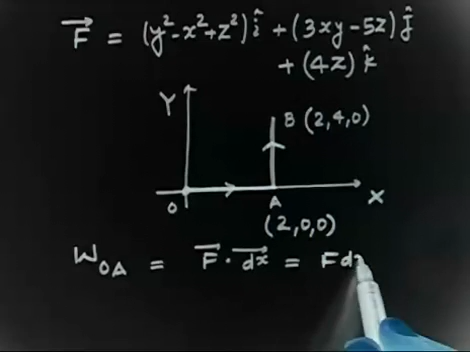 F⃗ = (y² - x² + z²) î + (3xy - 5z) ĵ
+ (4z) k̂
Y
B (2, 4, 0)
O
A
X
(2, 0, 0)
W_OA = F⃗ · dx⃗ = Fd